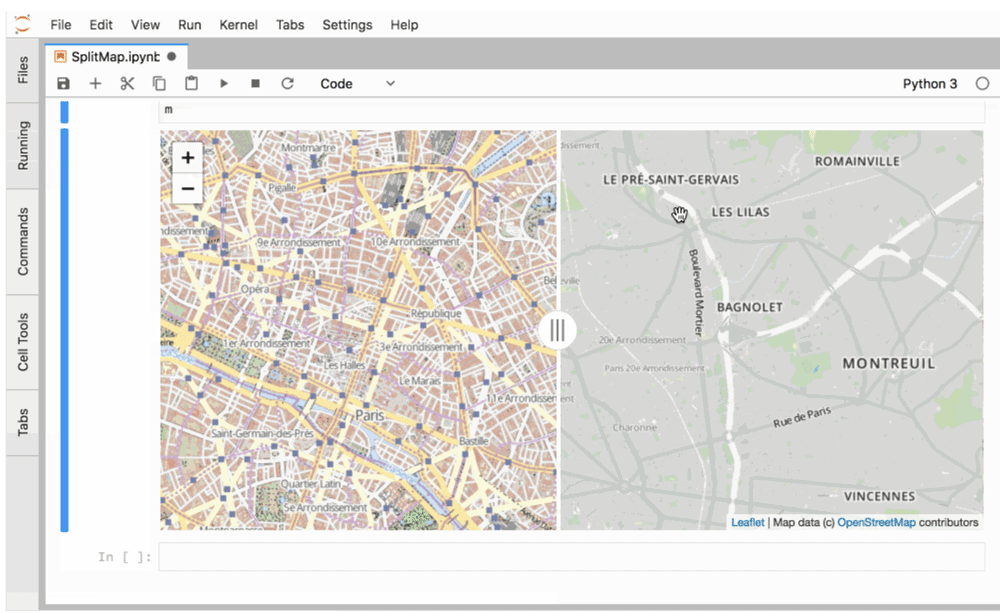 File Edit View Run Kernel Tabs Settings Help
SplitMap.ipynb
Code
Python 3
Files
Running
Commands
Cell Tools
Tabs
m
+
−
Montmartre
Pigalle
9e Arrondissement
10e Arrondissement
Opéra
République
1er Arrondissement
3e Arrondissement
Les Halles
Le Marais
11e Arrondissement
Paris
Saint-Germain-des-Prés
Bastille
Quartier Latin
5e Arrondissement
LE PRÉ-SAINT-GERVAIS
ROMAINVILLE
LES LILAS
Boulevard Mortier
BAGNOLET
20e Arrondissement
MONTREUIL
Paris 20e Arrondissement
Rue de Paris
Charonne
VINCENNES
Leaflet | Map data (c) OpenStreetMap contributors
In [ ]: